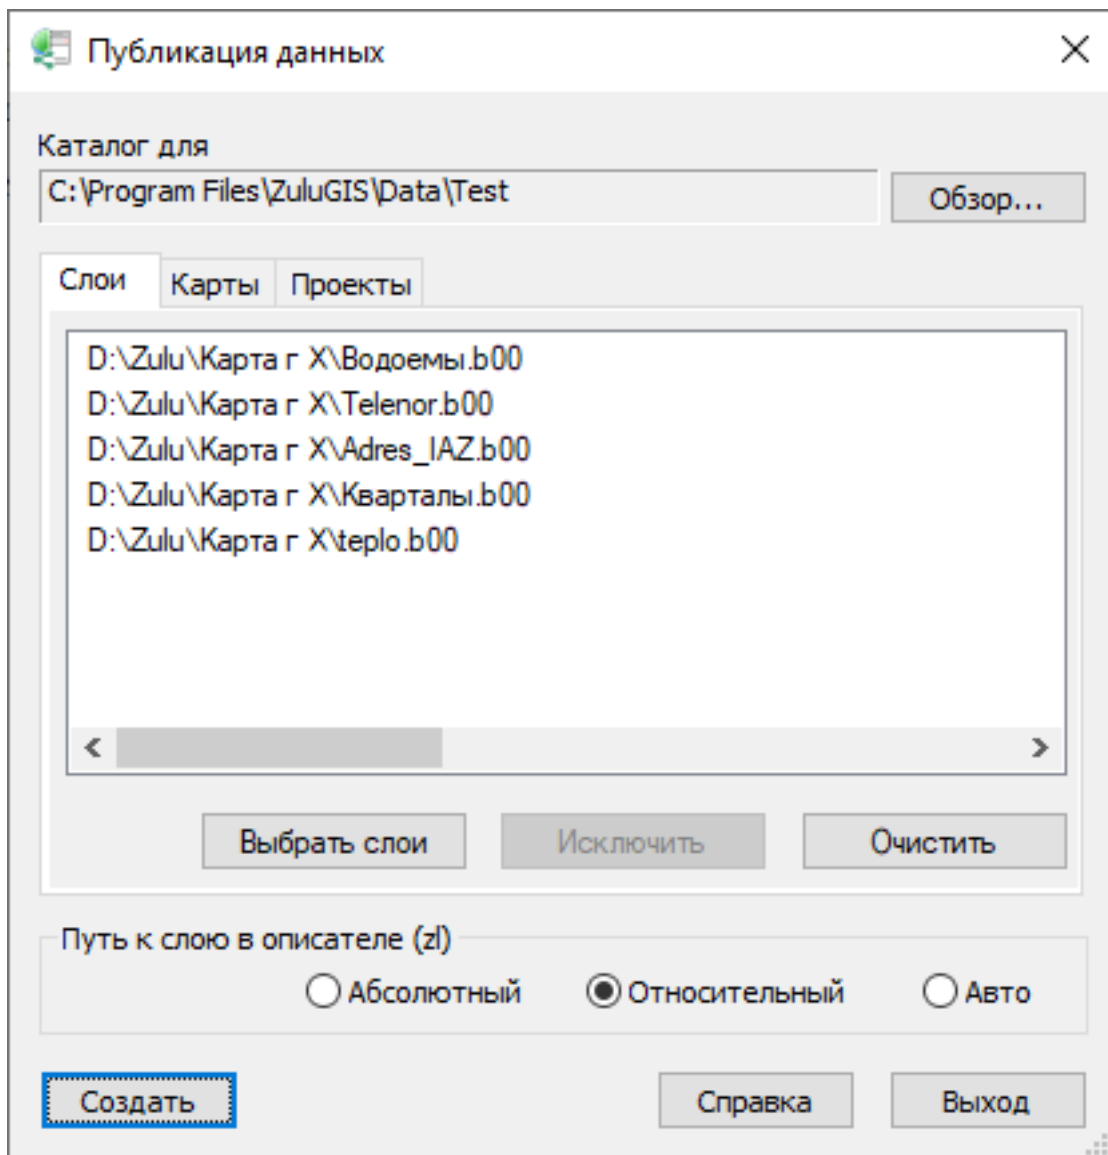 Публикация данных
Каталог для
C:\Program Files\ZuluGIS\Data\Test
Обзор...
Слои Карты Проекты
D:\Zulu\Карта г X\Водоемы.b00
D:\Zulu\Карта г X\Telenor.b00
D:\Zulu\Карта г X\Adres_IAZ.b00
D:\Zulu\Карта г X\Кварталы.b00
D:\Zulu\Карта г X\teplo.b00
Выбрать слои Исключить Очистить
Путь к слою в описателе (zl)
Абсолютный Относительный Авто
Создать Справка Выход